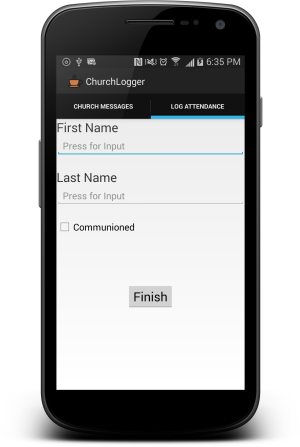 6:35 PM
ChurchLogger
CHURCH MESSAGES
LOG ATTENDANCE
First Name
Press for Input
Last Name
Press for Input
Communioned
Finish